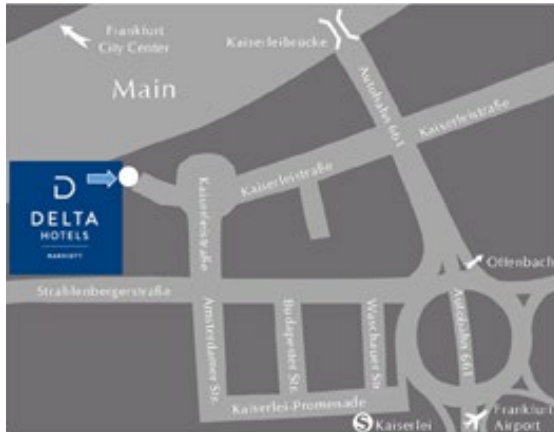 Frankfurt
City Center
Kaiserleibrücke
Main
Autobahn 661
Kaiserleistraße
Kaiserleistraße
Kaiserleistraße
D
DELTA
HOTELS
MARRIOTT
Offenbach
Strahlenbergerstraße
Amsterdamer Str.
Budapester Str.
Waschauer Str.
Autobahn 661
Kaiserlei-Promenade
S Kaiserlei
Frankfurt
Airport